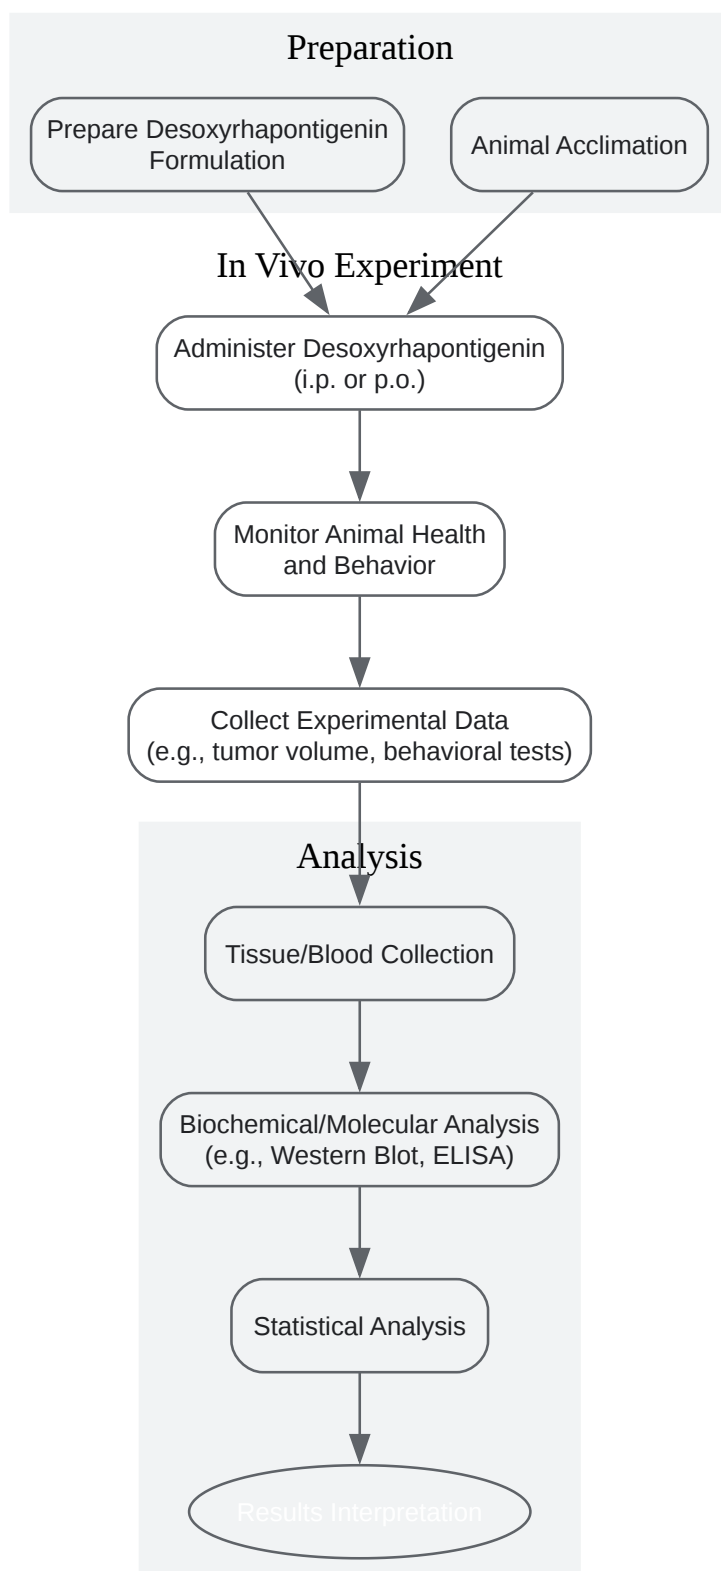 Preparation
Prepare Desoxyrhapontigenin
Formulation
Animal Acclimation
In Vivo Experiment
Administer Desoxyrhapontigenin
(i.p. or p.o.)
Monitor Animal Health
and Behavior
Collect Experimental Data
(e.g., tumor volume, behavioral tests)
Analysis
Tissue/Blood Collection
Biochemical/Molecular Analysis
(e.g., Western Blot, ELISA)
Statistical Analysis
Results Interpretation